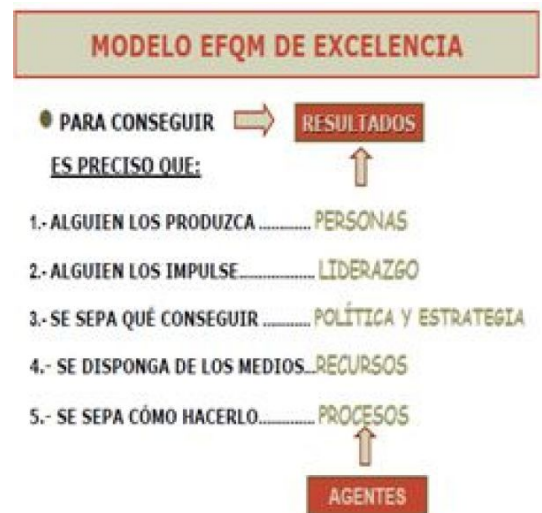 MODELO EFQM DE EXCELENCIA
PARA CONSEGUIR RESULTADOS
ES PRECISO QUE:
1.- ALGUIEN LOS PRODUZCA ............ PERSONAS
2.- ALGUIEN LOS IMPULSE.................. LIDERAZGO
3.- SE SEPA QUÉ CONSEGUIR ........... POLÍTICA Y ESTRATEGIA
4.- SE DISPONGA DE LOS MEDIOS...RECURSOS
5.- SE SEPA CÓMO HACERLO............. PROCESOS
AGENTES